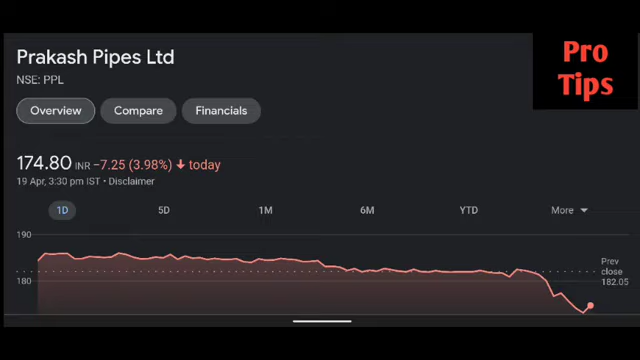 Prakash Pipes Ltd
NSE: PPL
Pro
Tips
Overview Compare Financials
174.80 INR −7.25 (3.98%) ↓ today
19 Apr, 3:30 pm IST • Disclaimer
1D 5D 1M 6M YTD More
190
180
Prev
close
182.05